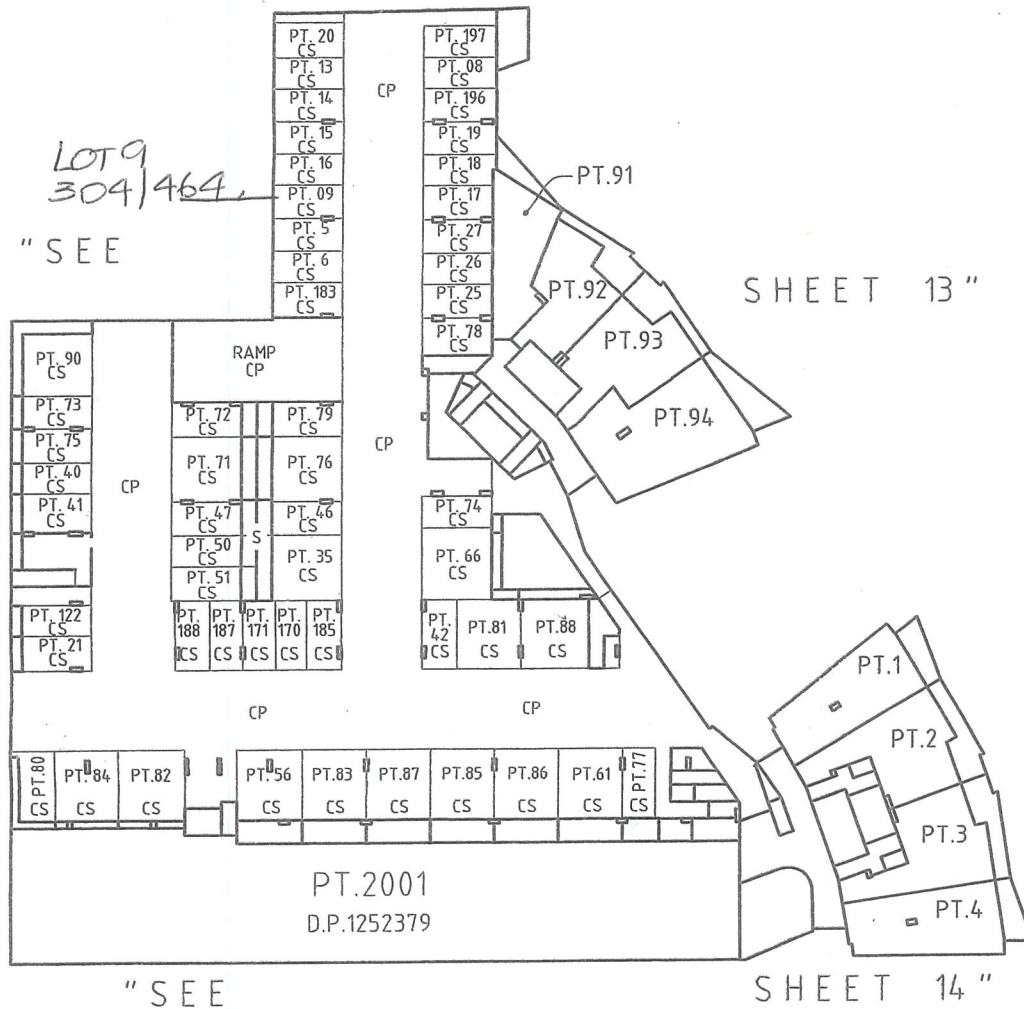 PT. 20
CS
PT. 13
CS
PT. 14
CS
PT. 15
CS
PT. 16
CS
PT. 09
CS
PT. 5
CS
PT. 6
CS
PT. 183
CS
CP
PT. 197
CS
PT. 08
CS
PT. 196
CS
PT. 19
CS
PT. 18
CS
PT. 17
CS
PT. 27
CS
PT. 26
CS
PT. 25
CS
PT. 78
CS
LOT 9
304/464
"SEE
SHEET 13"
PT.91
PT.92
PT.93
PT.94
RAMP
CP
PT. 90
CS
PT. 73
CS
PT. 75
CS
PT. 40
CS
PT. 41
CS
PT. 122
CS
PT. 21
CS
CP
PT. 72
CS
PT. 71
CS
PT. 47
CS
PT. 50
CS
PT. 51
CS
S
PT. 79
CS
PT. 76
CS
PT. 46
CS
PT. 35
CS
CP
PT. 74
CS
PT. 66
CS
PT.
188
CS
PT.
187
CS
PT.
171
CS
PT.
170
CS
PT.
185
CS
PT.
42
CS
PT.81
CS
PT.88
CS
CP
CP
PT.80
CS
PT.84
CS
PT.82
CS
PT.56
CS
PT.83
CS
PT.87
CS
PT.85
CS
PT.86
CS
PT.61
CS
PT.77
CS
PT.1
PT.2
PT.3
PT.4
PT.2001
D.P.1252379
"SEE
SHEET 14"